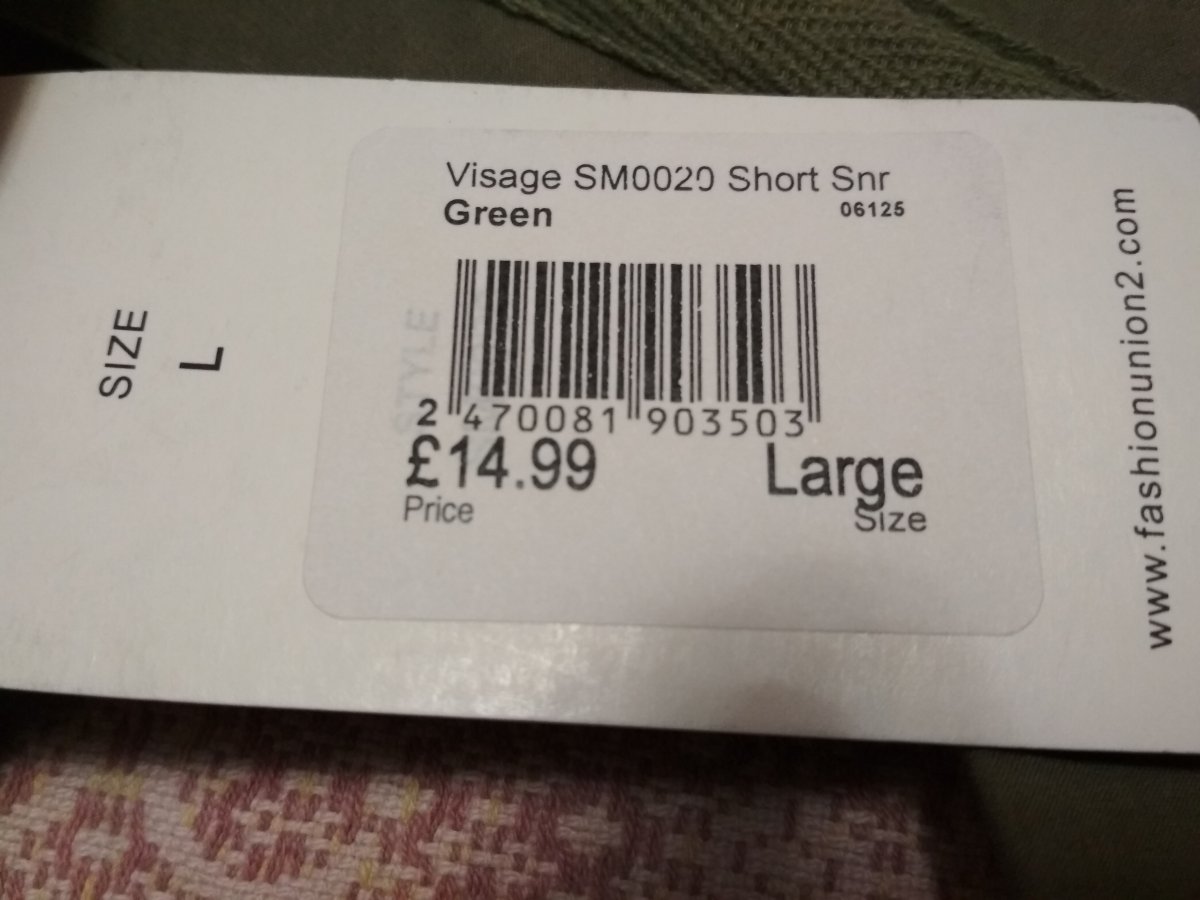 Visage SM0020 Short Snr
Green
06125
2 470081 903503
£14.99
Large
Price
Size
SIZE
L
STYLE
www.fashionunion2.com